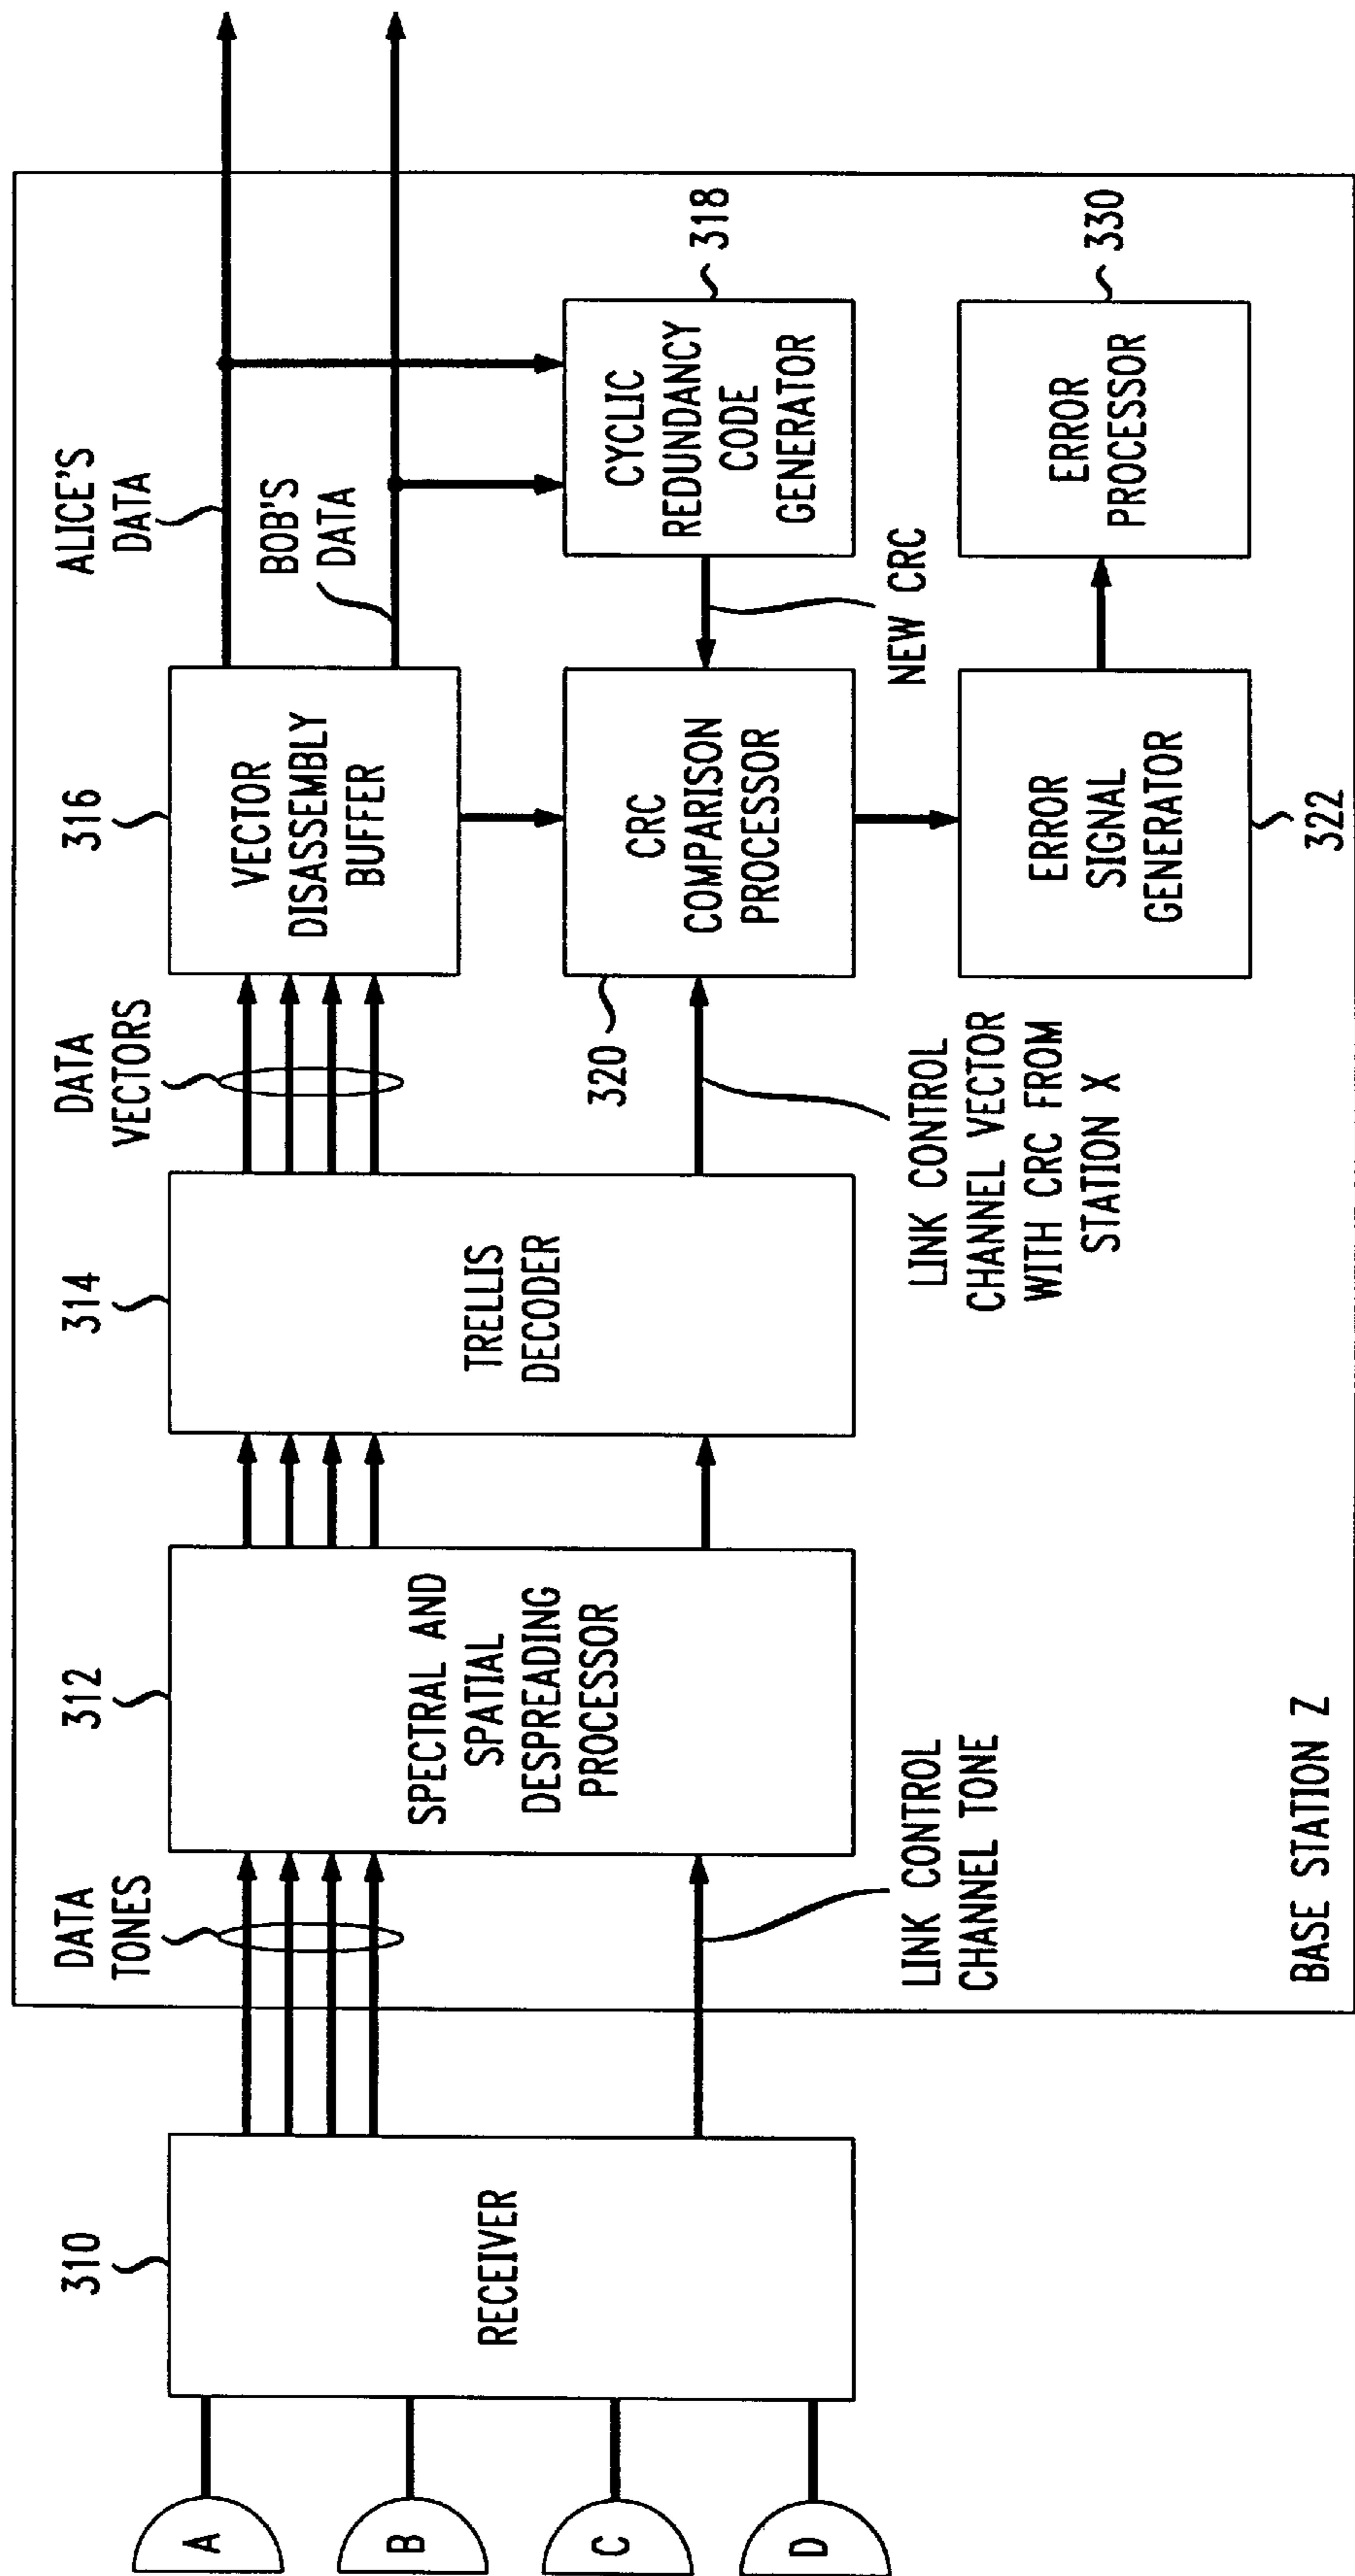 A
B
C
D
310
RECEIVER
DATA
TONES
LINK CONTROL
CHANNEL TONE
312
SPECTRAL AND
SPATIAL
DESPREADING
PROCESSOR
314
TRELLIS
DECODER
DATA
VECTORS
LINK CONTROL
CHANNEL VECTOR
WITH CRC FROM
STATION X
316
VECTOR
DISASSEMBLY
BUFFER
ALICE'S
DATA
BOB'S
DATA
320
CRC
COMPARISON
PROCESSOR
NEW CRC
CYCLIC
REDUNDANCY
CODE
GENERATOR
318
ERROR
SIGNAL
GENERATOR
322
ERROR
PROCESSOR
330
BASE STATION Z